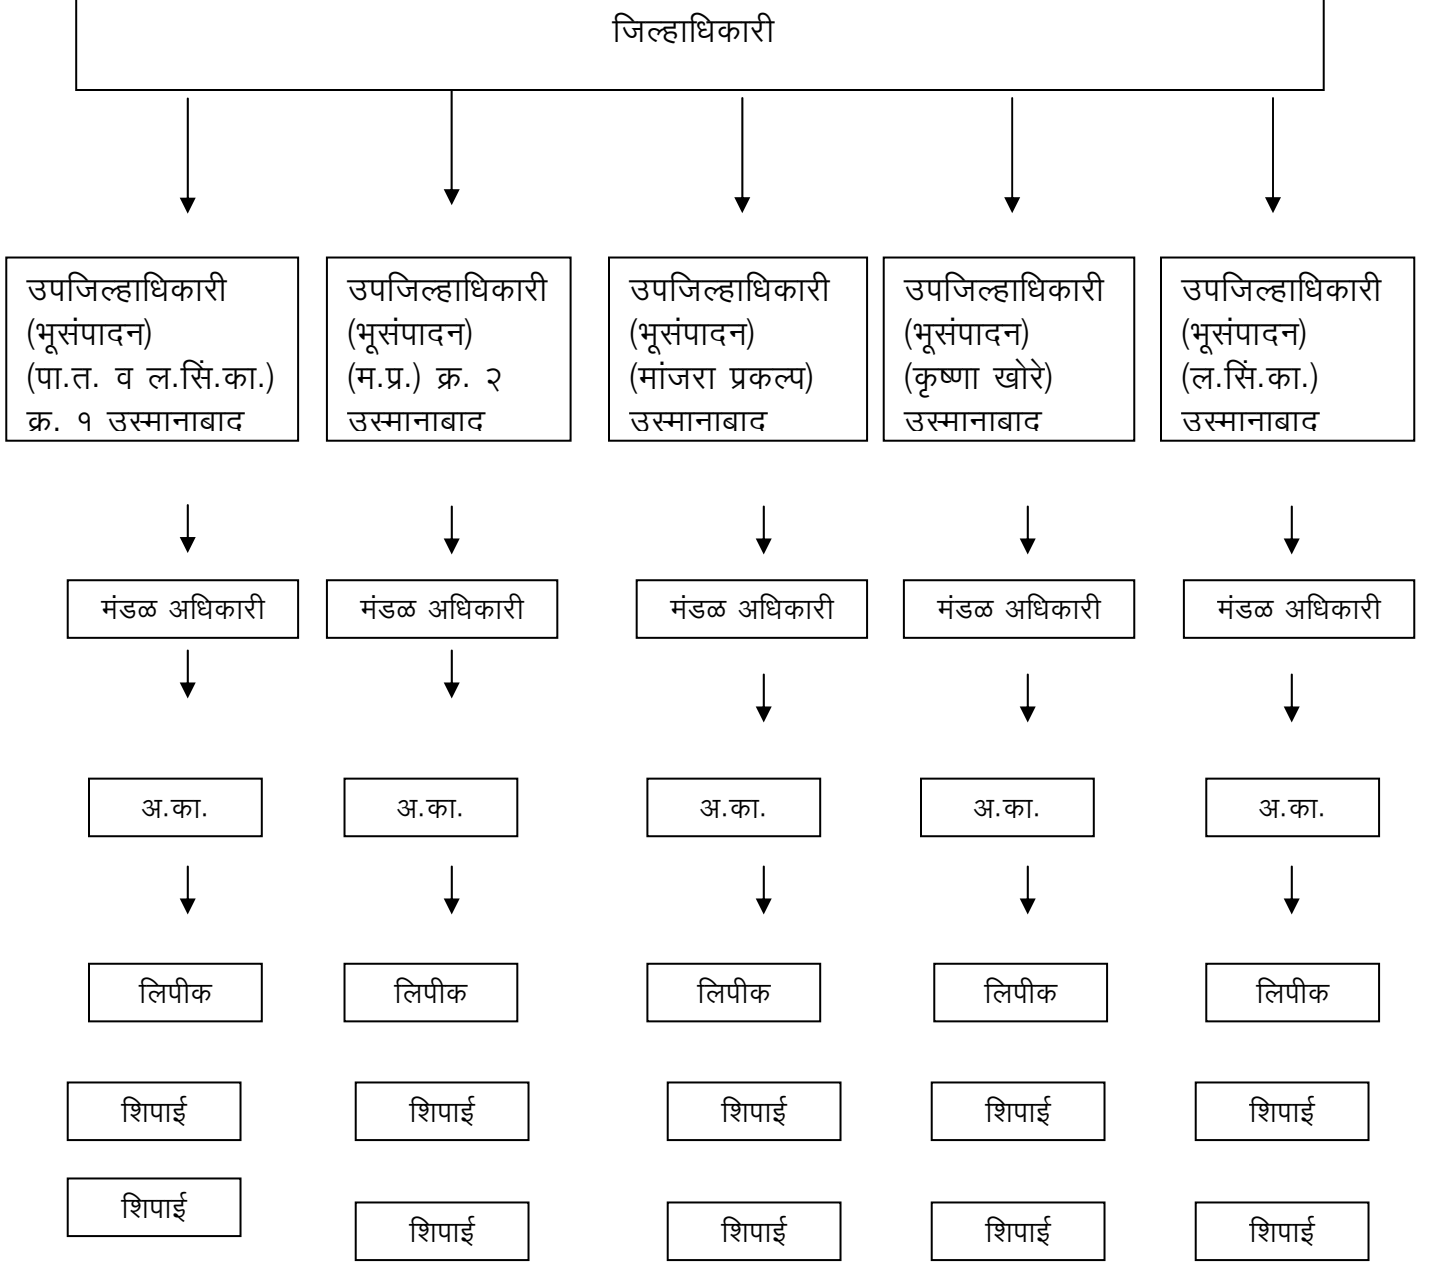 जिल्हाधिकारी
उपजिल्हाधिकारी
(भूसंपादन)
(पा.त. व ल.सिं.का.)
क्र. १ उस्मानाबाद
उपजिल्हाधिकारी
(भूसंपादन)
(म.प्र.) क्र. २
उस्मानाबाद
उपजिल्हाधिकारी
(भूसंपादन)
(मांजरा प्रकल्प)
उस्मानाबाद
उपजिल्हाधिकारी
(भूसंपादन)
(कृष्णा खोरे)
उस्मानाबाद
उपजिल्हाधिकारी
(भूसंपादन)
(ल.सिं.का.)
उस्मानाबाद
मंडळ अधिकारी
मंडळ अधिकारी
मंडळ अधिकारी
मंडळ अधिकारी
मंडळ अधिकारी
अ.का.
अ.का.
अ.का.
अ.का.
अ.का.
लिपीक
लिपीक
लिपीक
लिपीक
लिपीक
शिपाई
शिपाई
शिपाई
शिपाई
शिपाई
शिपाई
शिपाई
शिपाई
शिपाई
शिपाई